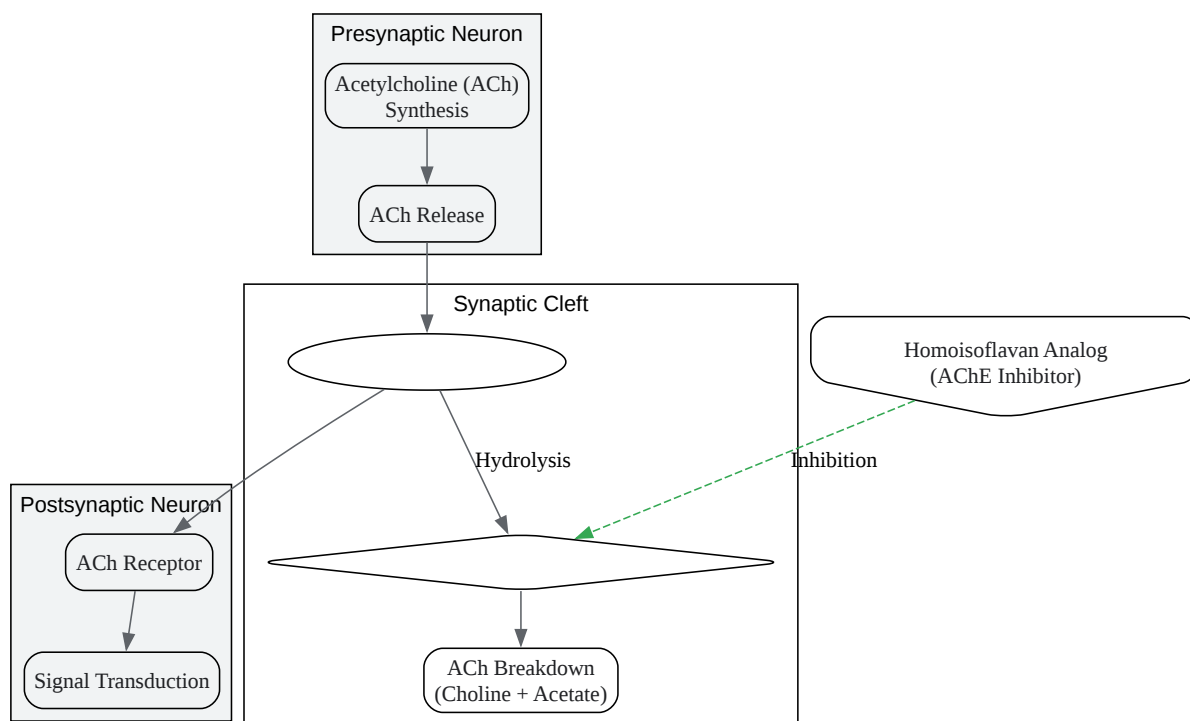 Presynaptic Neuron
Acetylcholine (ACh)
Synthesis
ACh Release
Synaptic Cleft
Homoisoflavan Analog
(AChE Inhibitor)
Hydrolysis
Inhibition
Postsynaptic Neuron
ACh Receptor
Signal Transduction
ACh Breakdown
(Choline + Acetate)